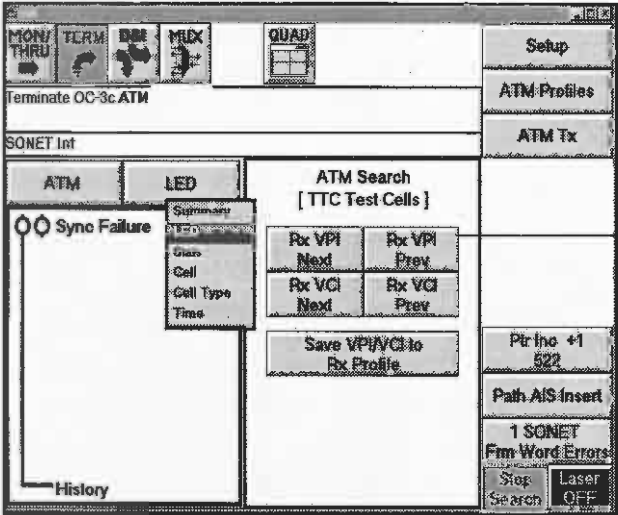 MON/
THRU
TERM
D&I
MUX
QUAD
Setup
ATM Profiles
ATM Tx
Terminate OC-3c ATM
SONET Int
ATM
LED
Summary
LED
Cell
Cell Type
Time
Sync Failure
History
ATM Search
[ TTC Test Cells ]
Rx VPI
Next
Rx VPI
Prev
Rx VCI
Next
Rx VCI
Prev
Save VPI/VCI to
Rx Profile
Ptr Inc +1
522
Path AIS Insert
1 SONET
Frm Word Errors
Stop
Search
Laser
OFF